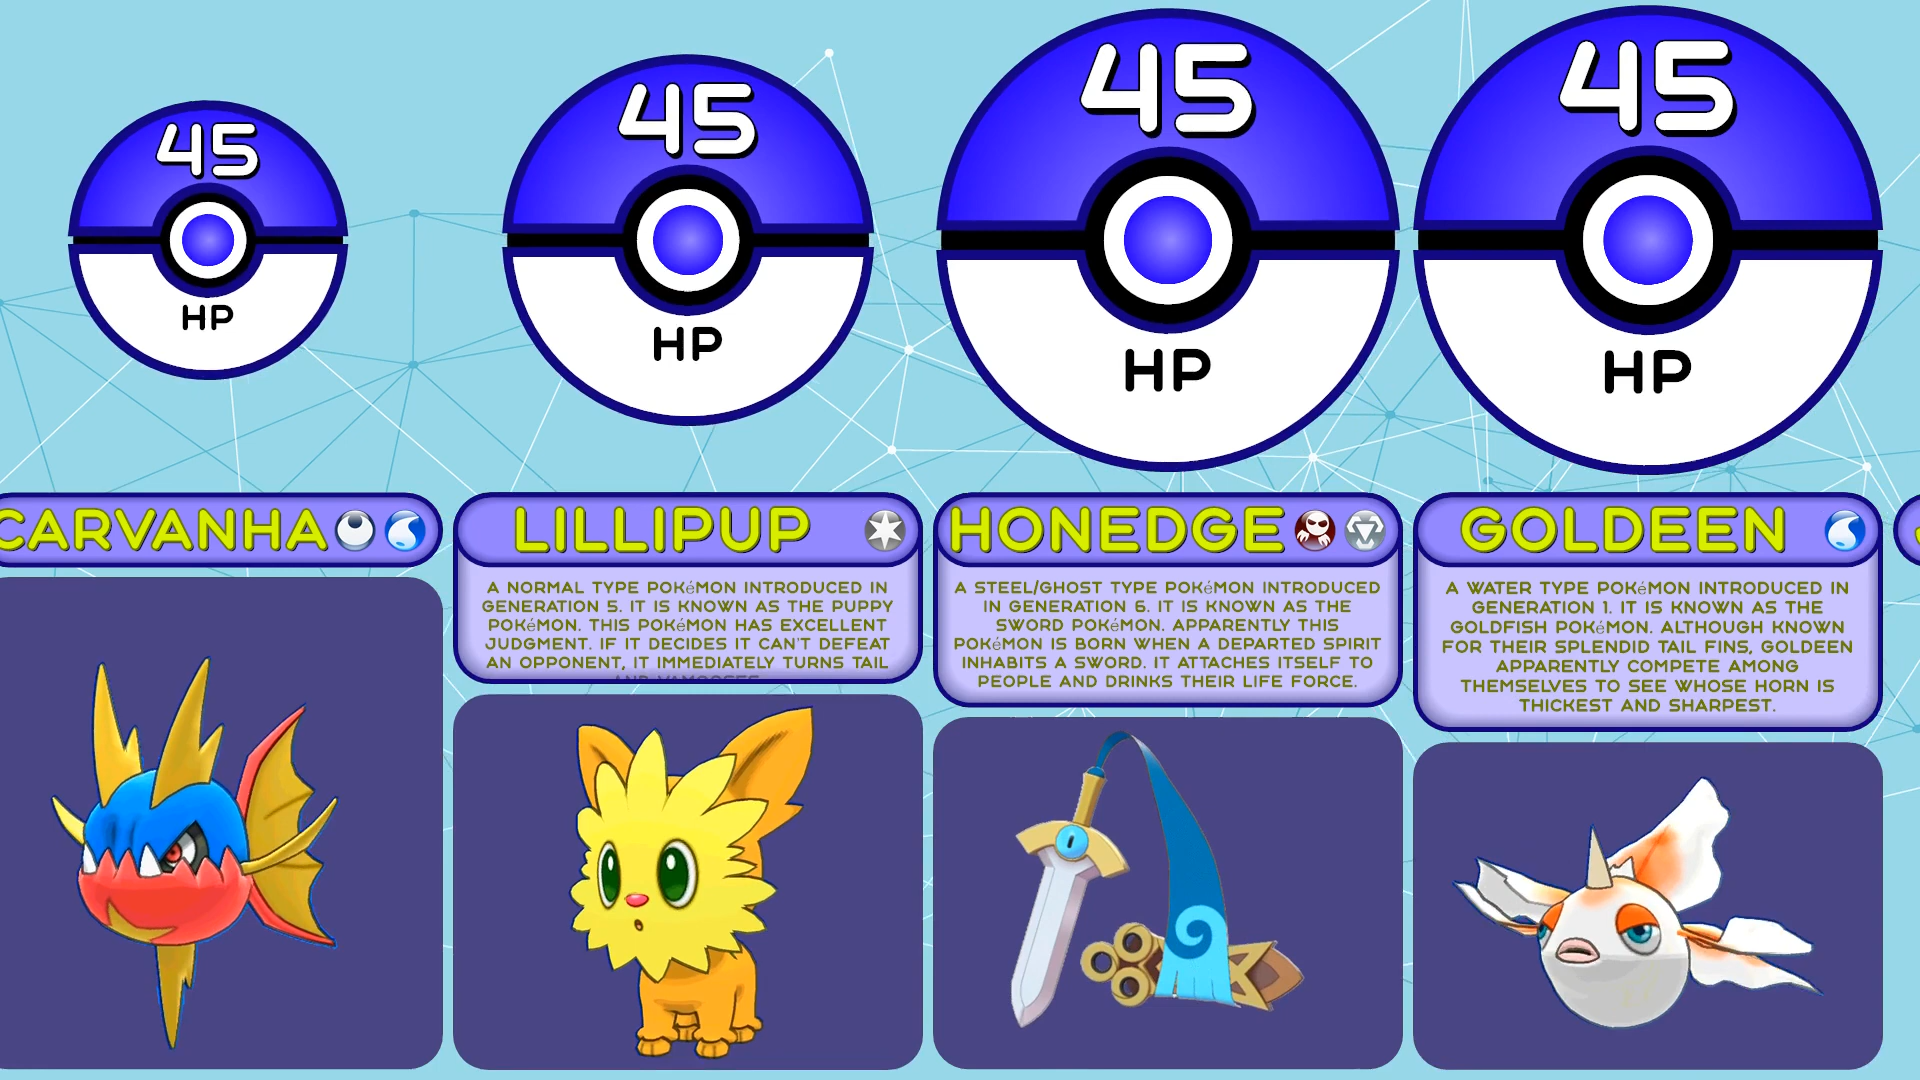 45
HP
45
HP
45
HP
45
HP
CARVANHA
LILLIPUP
A NORMAL TYPE POKéMON INTRODUCED IN
GENERATION 5. IT IS KNOWN AS THE PUPPY
POKéMON. THIS POKéMON HAS EXCELLENT
JUDGMENT. IF IT DECIDES IT CAN'T DEFEAT
AN OPPONENT, IT IMMEDIATELY TURNS TAIL
HONEDGE
A STEEL/GHOST TYPE POKéMON INTRODUCED
IN GENERATION 6. IT IS KNOWN AS THE
SWORD POKéMON. APPARENTLY THIS
POKéMON IS BORN WHEN A DEPARTED SPIRIT
INHABITS A SWORD. IT ATTACHES ITSELF TO
PEOPLE AND DRINKS THEIR LIFE FORCE.
GOLDEEN
A WATER TYPE POKéMON INTRODUCED IN
GENERATION 1. IT IS KNOWN AS THE
GOLDFISH POKéMON. ALTHOUGH KNOWN
FOR THEIR SPLENDID TAIL FINS, GOLDEEN
APPARENTLY COMPETE AMONG
THEMSELVES TO SEE WHOSE HORN IS
THICKEST AND SHARPEST.